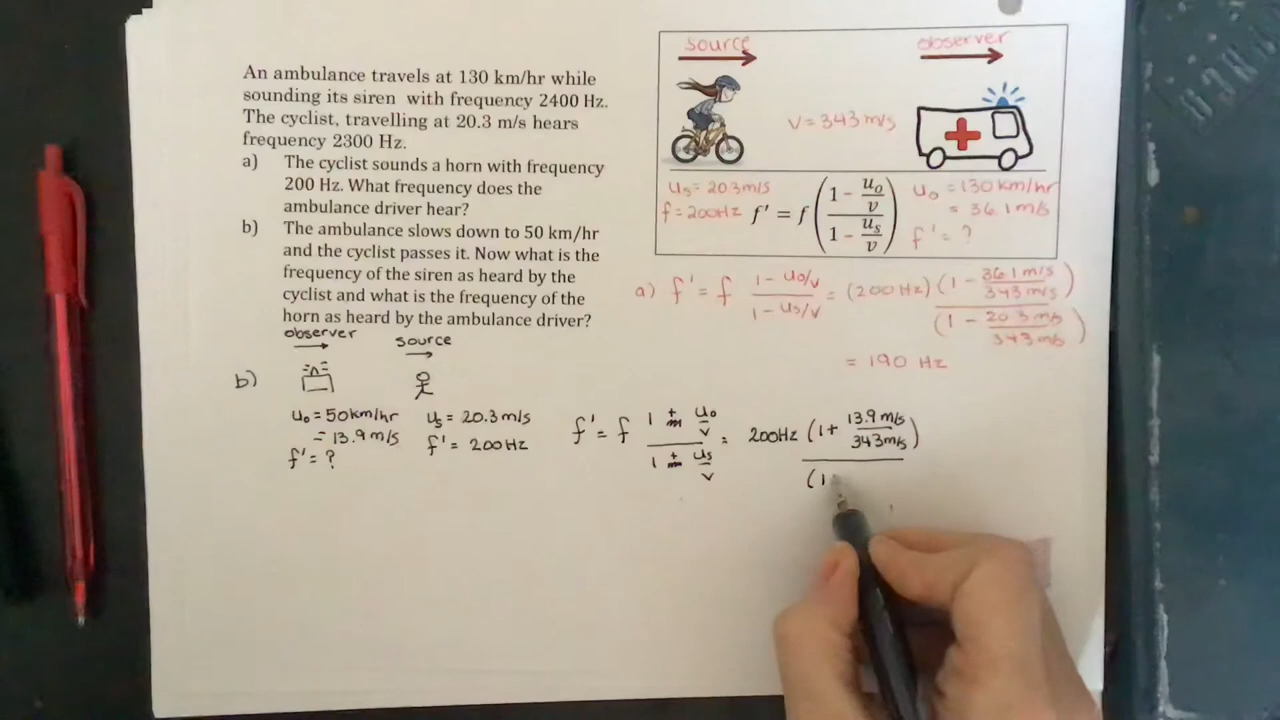 An ambulance travels at 130 km/hr while
sounding its siren with frequency 2400 Hz.
The cyclist, travelling at 20.3 m/s hears
frequency 2300 Hz.
a) The cyclist sounds a horn with frequency
200 Hz. What frequency does the
ambulance driver hear?
b) The ambulance slows down to 50 km/hr
and the cyclist passes it. Now what is the
frequency of the siren as heard by the
cyclist and what is the frequency of the
horn as heard by the ambulance driver?
source
observer
v = 343 m/s
us = 20.3 m/s
f = 200Hz
f' = f (1 - uo/v / 1 - us/v)
uo = 130 km/hr
= 36.1 m/s
f' = ?
a) f' = f 1 - uo/v / 1 - us/v = (200 Hz) (1 - 36.1 m/s / 343 m/s) / (1 - 20.3 m/s / 343 m/s)
= 190 Hz
observer
source
b)
uo = 50 km/hr
= 13.9 m/s
f' = ?
us = 20.3 m/s
f' = 200 Hz
f' = f 1 + uo/v / 1 + us/v = 200Hz (1 + 13.9 m/s / 343 m/s)
(1